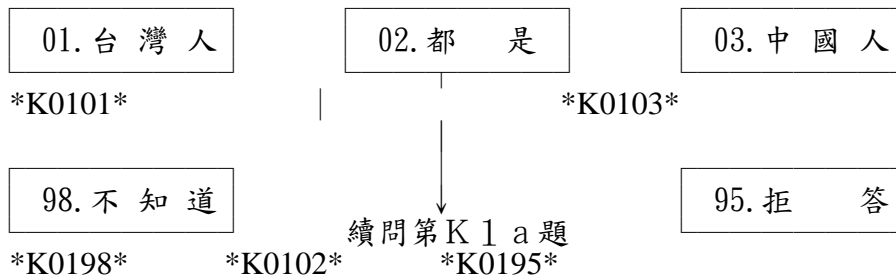 01.台 灣 人 02.都 是 03.中 國 人
*K0101* *K0103*
98.不 知 道 95.拒 答
續問第K１a題
*K0198* *K0102* *K0195*